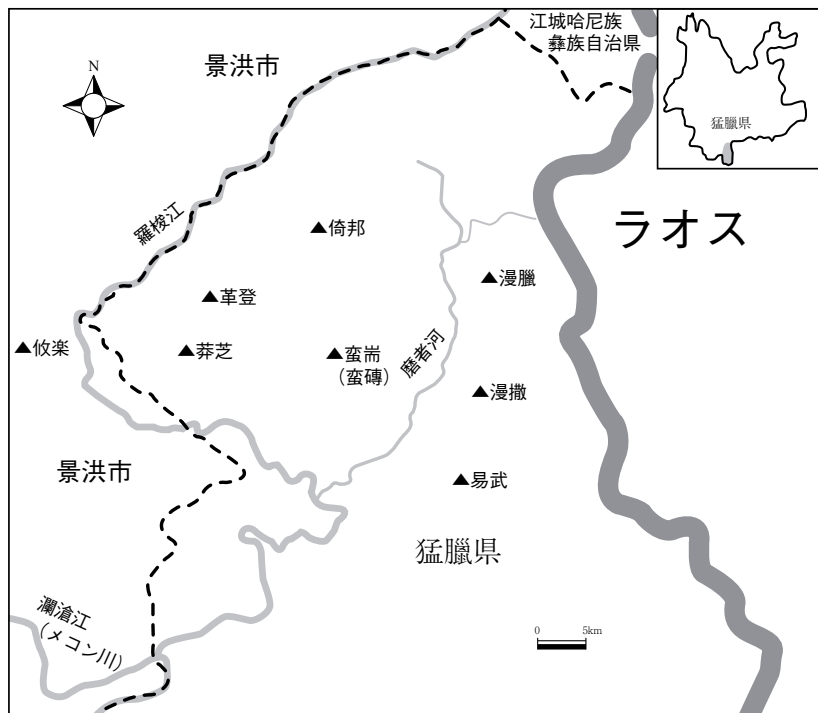 江城哈尼族
彝族自治県
景洪市
N
猛臘県
ラオス
羅梭江
▲倚邦
▲漫臘
▲革登
▲攸楽
▲莽芝
▲蛮耑
(蛮磚)
磨者河
▲漫撒
景洪市
▲易武
猛臘県
瀾滄江
(メコン川)
0 5km